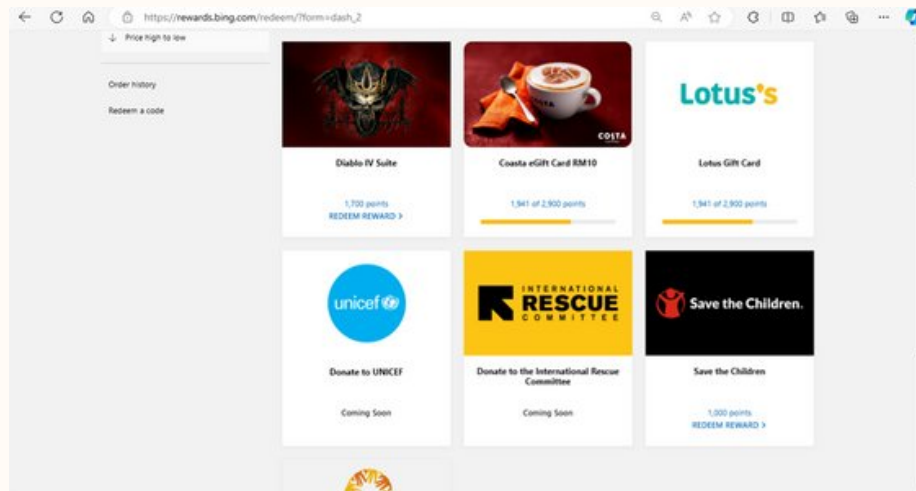 https://rewards.bing.com/redeem/?form=dash_2
Price high to low
Order history
Redeem a code
Diablo IV Suite
1,700 points
REDEEM REWARD >
COSTA
Coasta eGift Card RM10
1,941 of 2,900 points
Lotus's
Lotus Gift Card
1,941 of 2,900 points
unicef
Donate to UNICEF
Coming Soon
INTERNATIONAL
RESCUE
COMMITTEE
Donate to the International Rescue
Committee
Coming Soon
Save the Children.
Save the Children
1,000 points
REDEEM REWARD >